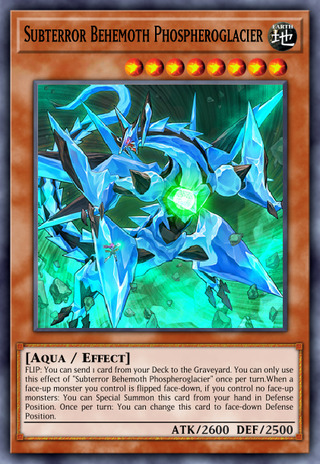 Subterror Behemoth Phospheroglacier
EARTH
地
[Aqua / Effect]
FLIP: You can send 1 card from your Deck to the Graveyard. You can only use
this effect of "Subterror Behemoth Phospheroglacier" once per turn.When a
face-up monster you control is flipped face-down, if you control no face-up
monsters: You can Special Summon this card from your hand in Defense
Position. Once per turn: You can change this card to face-down Defense
Position.
ATK/2600 DEF/2500